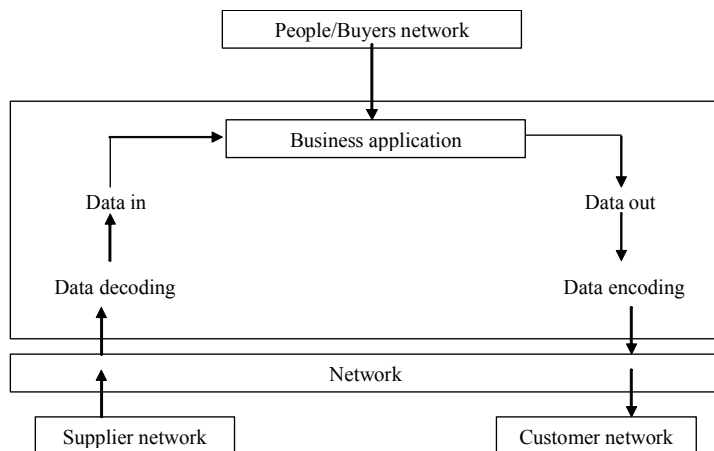 People/Buyers network
Business application
Data in
Data out
Data decoding
Data encoding
Network
Supplier network
Customer network